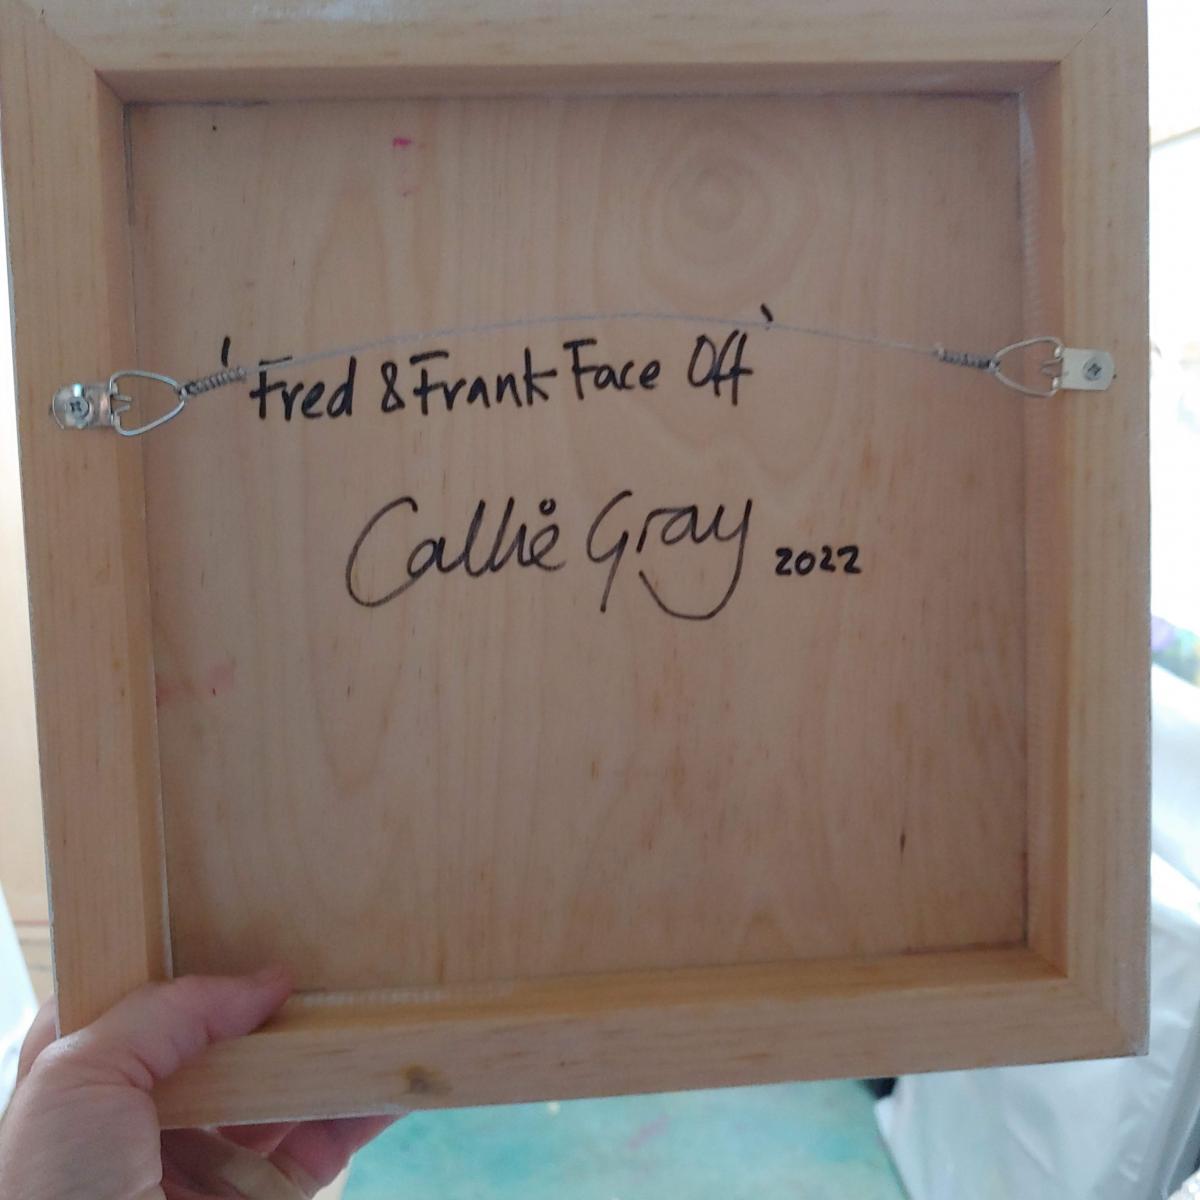 'Fred & Frank Face Off'
Callie Gray 2022